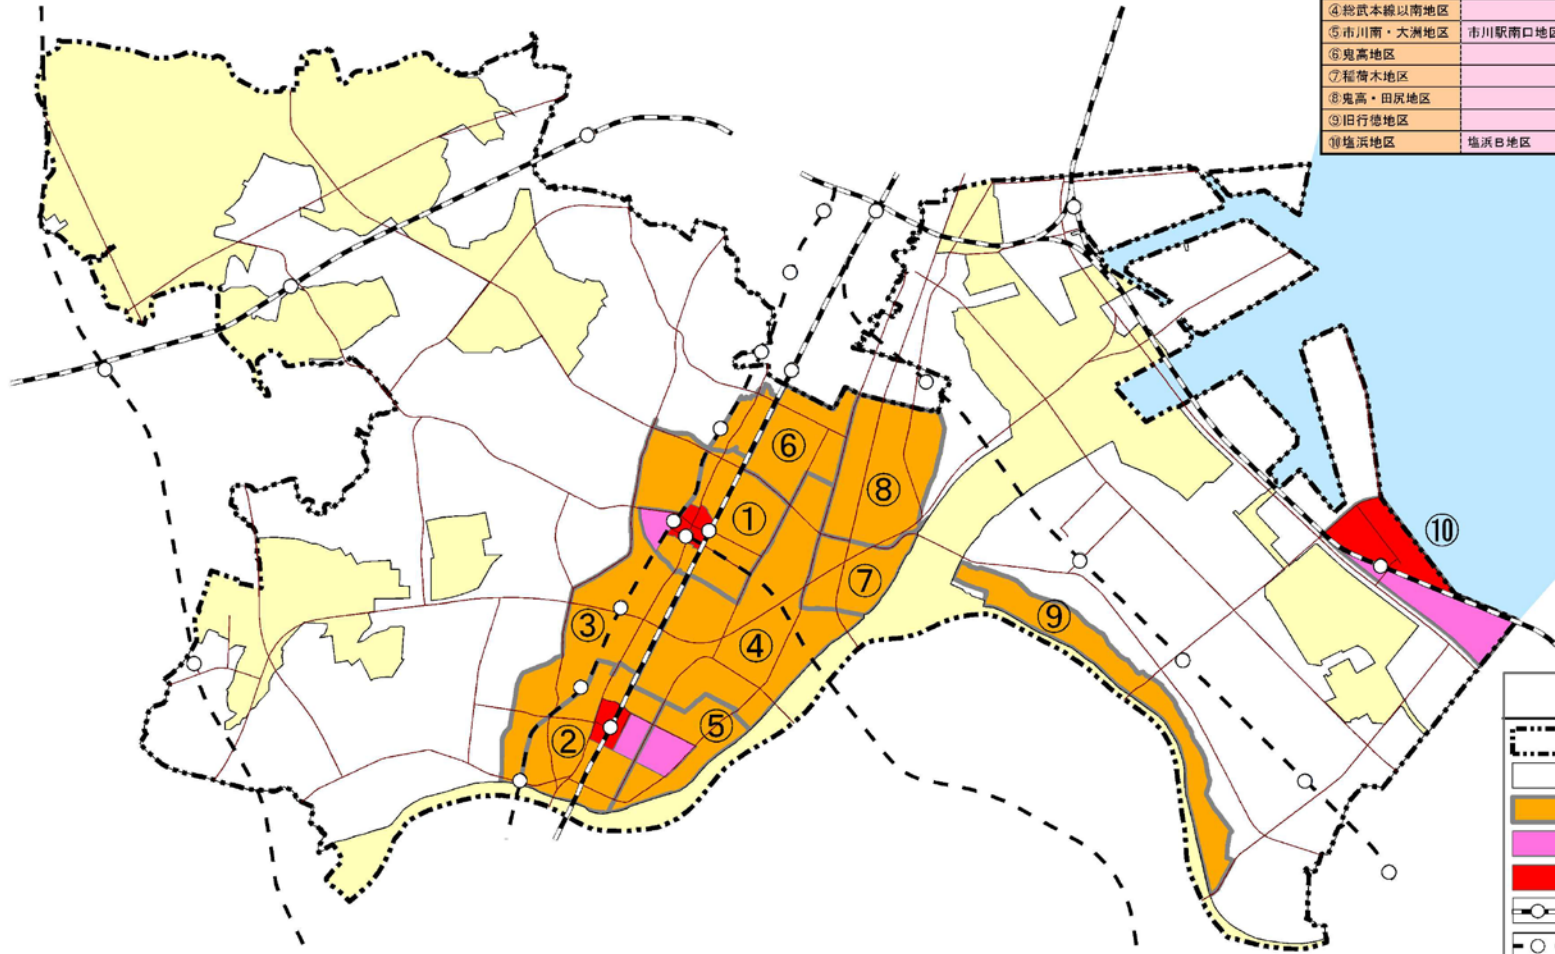 ④総武本線以南地区
⑤市川南・大洲地区 市川駅南口地区
⑥鬼高地区
⑦稲荷木地区
⑧鬼高・田尻地区
⑨旧行徳地区
⑩塩浜地区 塩浜B地区
⑥
⑧
①
⑩
⑦
⑨
③
④
⑤
②